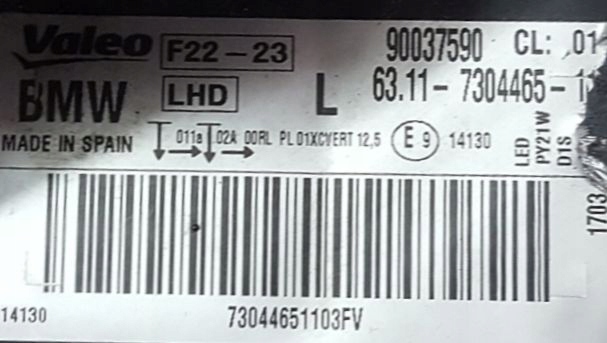 Valeo F22-23 90037590 CL: 01
BMW LHD L 63.11-7304465-1
MADE IN SPAIN 011a 02A 00RL PL 01XCVERT 12,5 E9 14130
LED
PY21W
D1S
1703
14130 73044651103FV